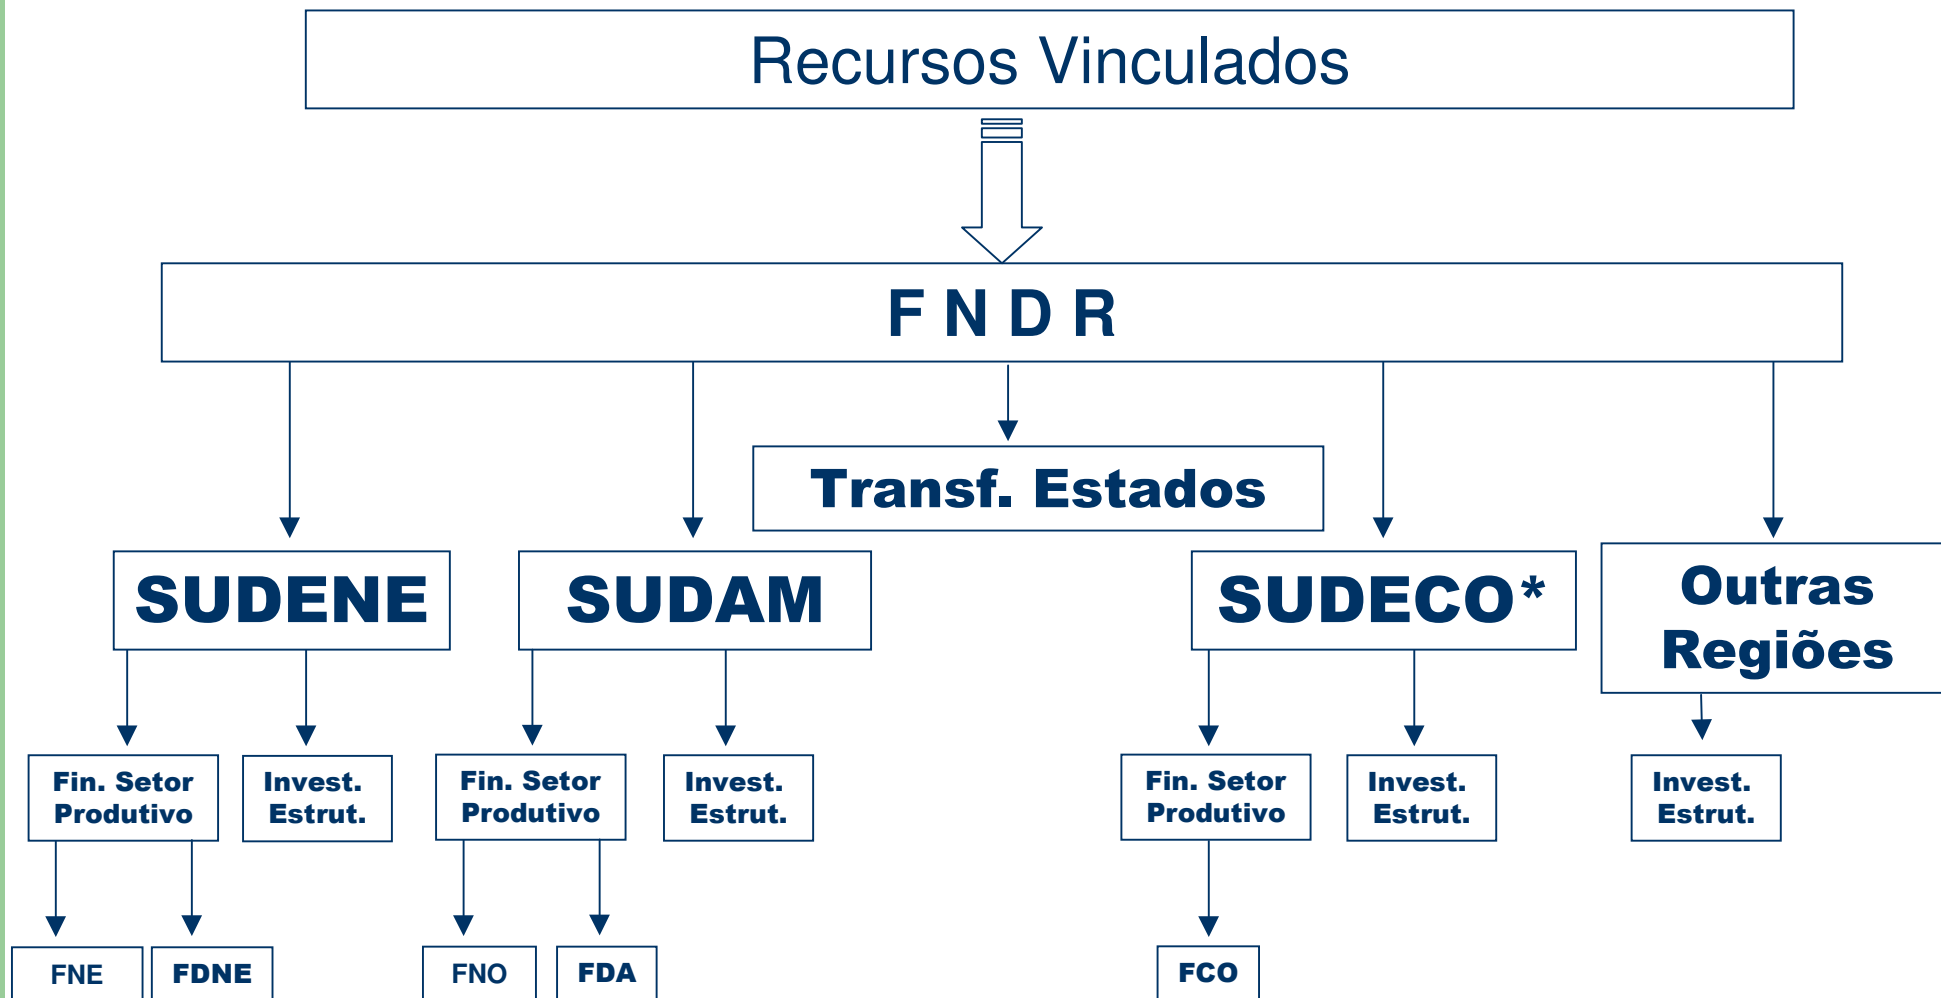 Recursos Vinculados
F N D R
Transf. Estados
SUDENE
SUDAM
SUDECO*
Outras
Regiões
Fin. Setor
Produtivo
Invest.
Estrut.
Fin. Setor
Produtivo
Invest.
Estrut.
Fin. Setor
Produtivo
Invest.
Estrut.
Invest.
Estrut.
FNE
FDNE
FNO
FDA
FCO